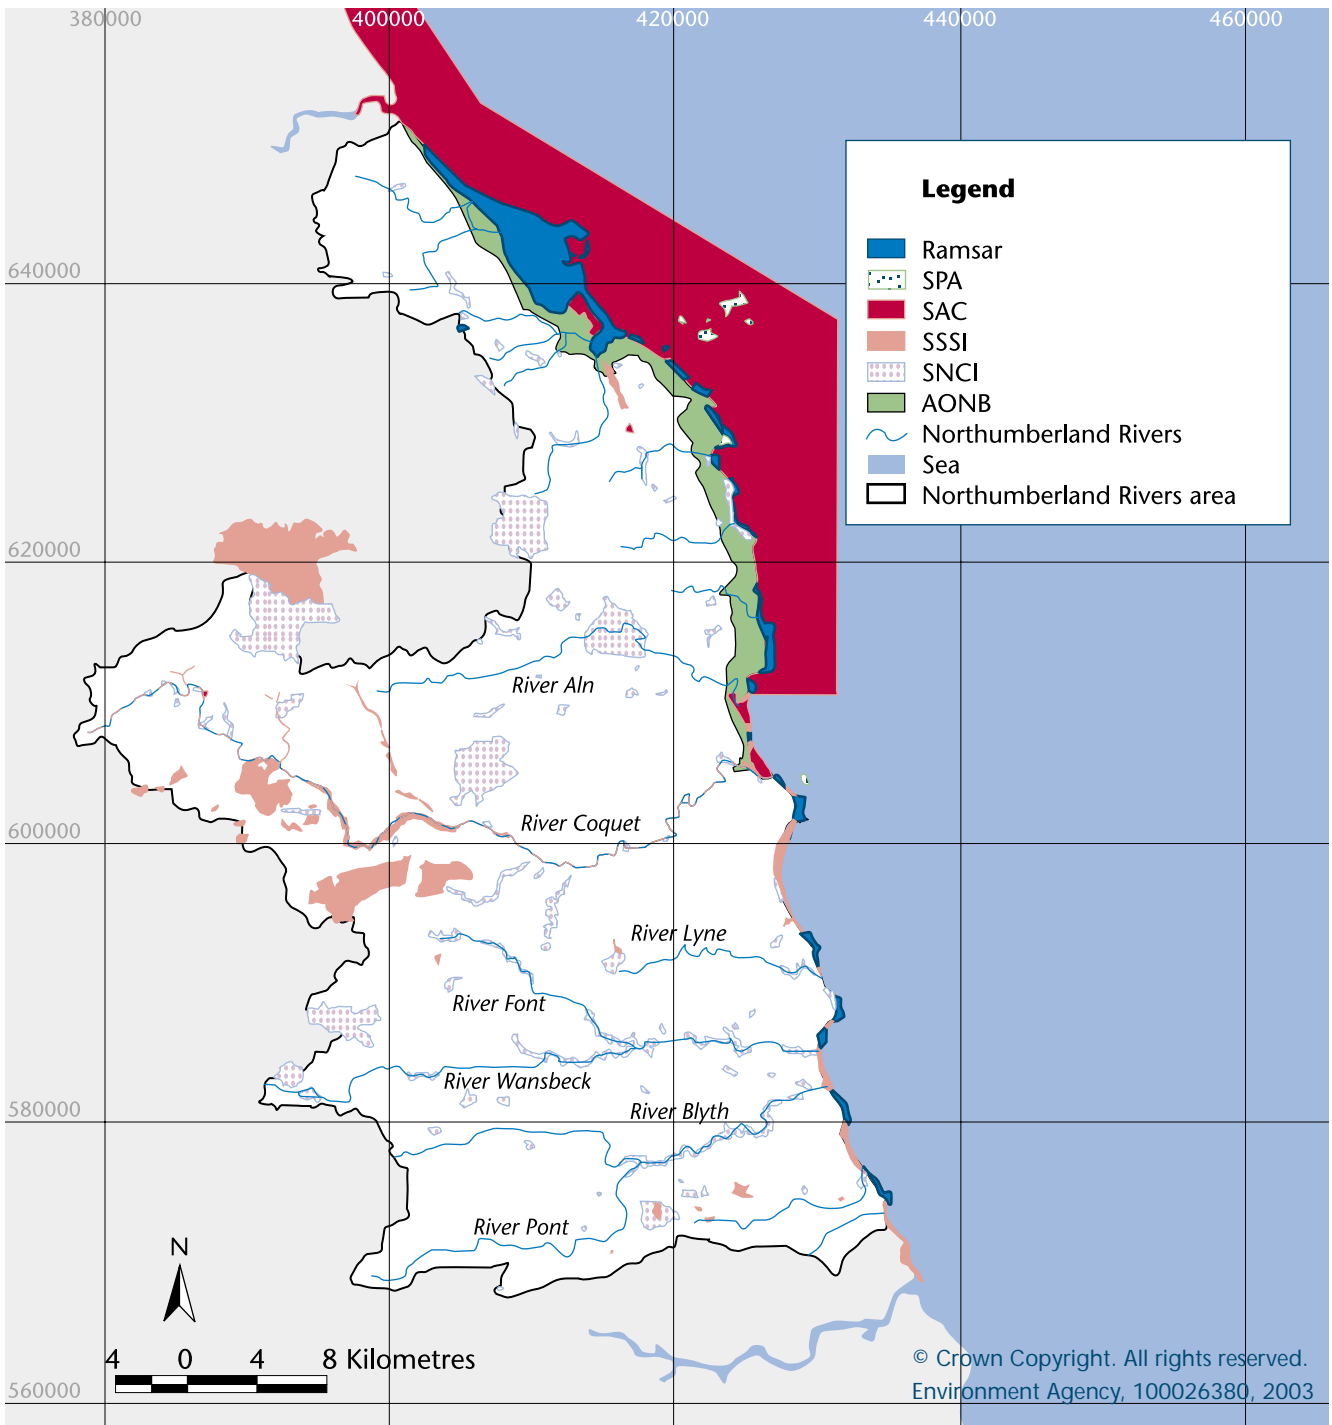 380000 400000 420000 440000 460000
Legend
Ramsar
SPA
SAC
SSSI
SNCI
AONB
Northumberland Rivers
Sea
Northumberland Rivers area
640000
620000
River Aln
River Coquet
600000
River Lyne
River Font
River Wansbeck
River Blyth
580000
River Pont
N
4 0 4 8 Kilometres
560000
© Crown Copyright. All rights reserved.
Environment Agency, 100026380, 2003